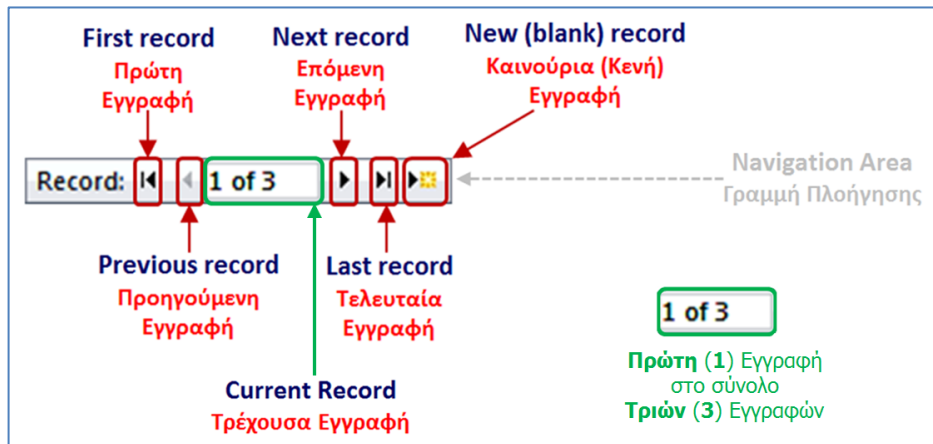 First record
Πρώτη
Εγγραφή
Next record
Επόμενη
Εγγραφή
New (blank) record
Καινούρια (Κενή)
Εγγραφή
Record:
1 of 3
Navigation Area
Γραμμή Πλοήγησης
Previous record
Προηγούμενη
Εγγραφή
Last record
Τελευταία
Εγγραφή
Current Record
Τρέχουσα Εγγραφή
1 of 3
Πρώτη (1) Εγγραφή
στο σύνολο
Τριών (3) Εγγραφών